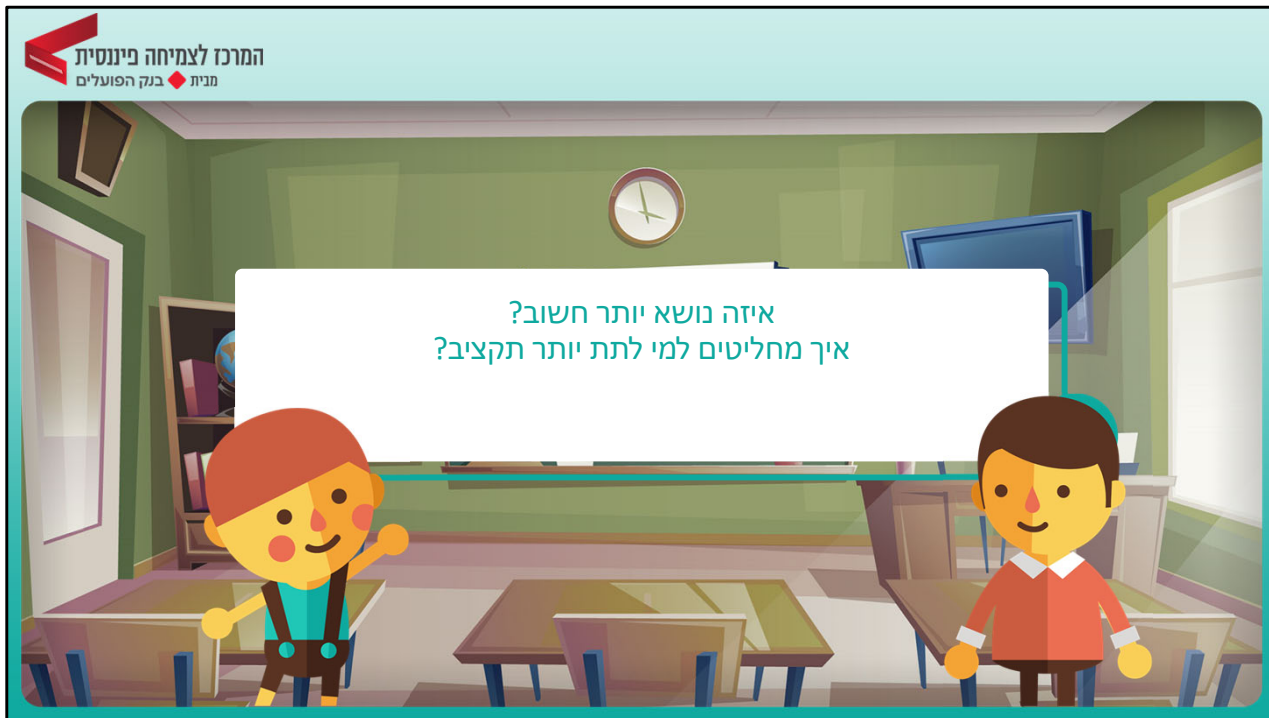 המרכז לצמיחה פיננסית
מבית בנק הפועלים
איזה נושא יותר חשוב?
איך מחליטים למי לתת יותר תקציב?